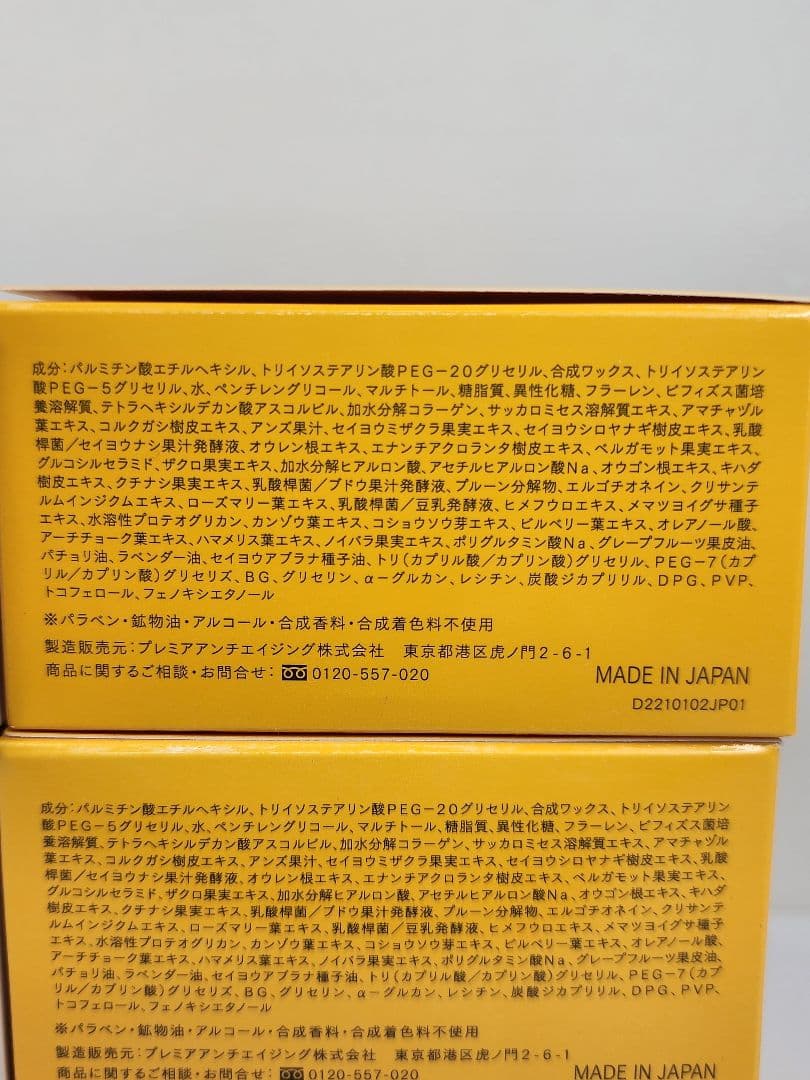 成分:パルミチン酸エチルヘキシル、トリイソステアリン酸PEG-20グリセリル、合成ワックス、トリイソステアリン
酸PEG-5グリセリル、水、ペンチレングリコール、マルチトール、糖脂質、異性化糖、フラーレン、ビフィズス菌培
養溶解質、テトラヘキシルデカン酸アスコルビル、加水分解コラーゲン、サッカロミセス溶解質エキス、アマチャヅル
葉エキス、コルクガシ樹皮エキス、アンズ果汁、セイヨウミザクラ果実エキス、セイヨウシロヤナギ樹皮エキス、乳酸
桿菌/セイヨウナシ果汁発酵液、オウレン根エキス、エナンチアクロランタ樹皮エキス、ベルガモット果実エキス、
グルコシルセラミド、ザクロ果実エキス、加水分解ヒアルロン酸、アセチルヒアルロン酸Na、オウゴン根エキス、キハダ
樹皮エキス、クチナシ果実エキス、乳酸桿菌/ブドウ果汁発酵液、プルーン分解物、エルゴチオネイン、クリサンテ
ルムインジクムエキス、ローズマリー葉エキス、乳酸桿菌/豆乳発酵液、ヒメフウロエキス、メマツヨイグサ種子
エキス、水溶性プロテオグリカン、カンゾウ葉エキス、コショウソウ芽エキス、ビルベリー葉エキス、オレアノール酸、
アーチチョーク葉エキス、ハマメリス葉エキス、ノイバラ果実エキス、ポリグルタミン酸Na、グレープフルーツ果皮油、
パチョリ油、ラベンダー油、セイヨウアブラナ種子油、トリ(カプリル酸/カプリン酸)グリセリル、PEG-7(カプ
リル/カプリン酸)グリセリズ、BG、グリセリン、α-グルカン、レシチン、炭酸ジカプリリル、DPG、PVP、
トコフェロール、フェノキシエタノール
※パラベン・鉱物油・アルコール・合成香料・合成着色料不使用
製造販売元:プレミアアンチエイジング株式会社 東京都港区虎ノ門2-6-1
商品に関するご相談・お問合せ:0120-557-020
MADE IN JAPAN
D2210102JP01
成分:パルミチン酸エチルヘキシル、トリイソステアリン酸PEG-20グリセリル、合成ワックス、トリイソステアリン
酸PEG-5グリセリル、水、ペンチレングリコール、マルチトール、糖脂質、異性化糖、フラーレン、ビフィズス菌培
養溶解質、テトラヘキシルデカン酸アスコルビル、加水分解コラーゲン、サッカロミセス溶解質エキス、アマチャヅル
葉エキス、コルクガシ樹皮エキス、アンズ果汁、セイヨウミザクラ果実エキス、セイヨウシロヤナギ樹皮エキス、乳酸
桿菌/セイヨウナシ果汁発酵液、オウレン根エキス、エナンチアクロランタ樹皮エキス、ベルガモット果実エキス、
グルコシルセラミド、ザクロ果実エキス、加水分解ヒアルロン酸、アセチルヒアルロン酸Na、オウゴン根エキス、キハダ
樹皮エキス、クチナシ果実エキス、乳酸桿菌/ブドウ果汁発酵液、プルーン分解物、エルゴチオネイン、クリサンテ
ルムインジクムエキス、ローズマリー葉エキス、乳酸桿菌/豆乳発酵液、ヒメフウロエキス、メマツヨイグサ種子
エキス、水溶性プロテオグリカン、カンゾウ葉エキス、コショウソウ芽エキス、ビルベリー葉エキス、オレアノール酸、
アーチチョーク葉エキス、ハマメリス葉エキス、ノイバラ果実エキス、ポリグルタミン酸Na、グレープフルーツ果皮油、
パチョリ油、ラベンダー油、セイヨウアブラナ種子油、トリ(カプリル酸/カプリン酸)グリセリル、PEG-7(カプ
リル/カプリン酸)グリセリズ、BG、グリセリン、α-グルカン、レシチン、炭酸ジカプリリル、DPG、PVP、
トコフェロール、フェノキシエタノール
※パラベン・鉱物油・アルコール・合成香料・合成着色料不使用
製造販売元:プレミアアンチエイジング株式会社 東京都港区虎ノ門2-6-1
商品に関するご相談・お問合せ:0120-557-020
MADE IN JAPAN